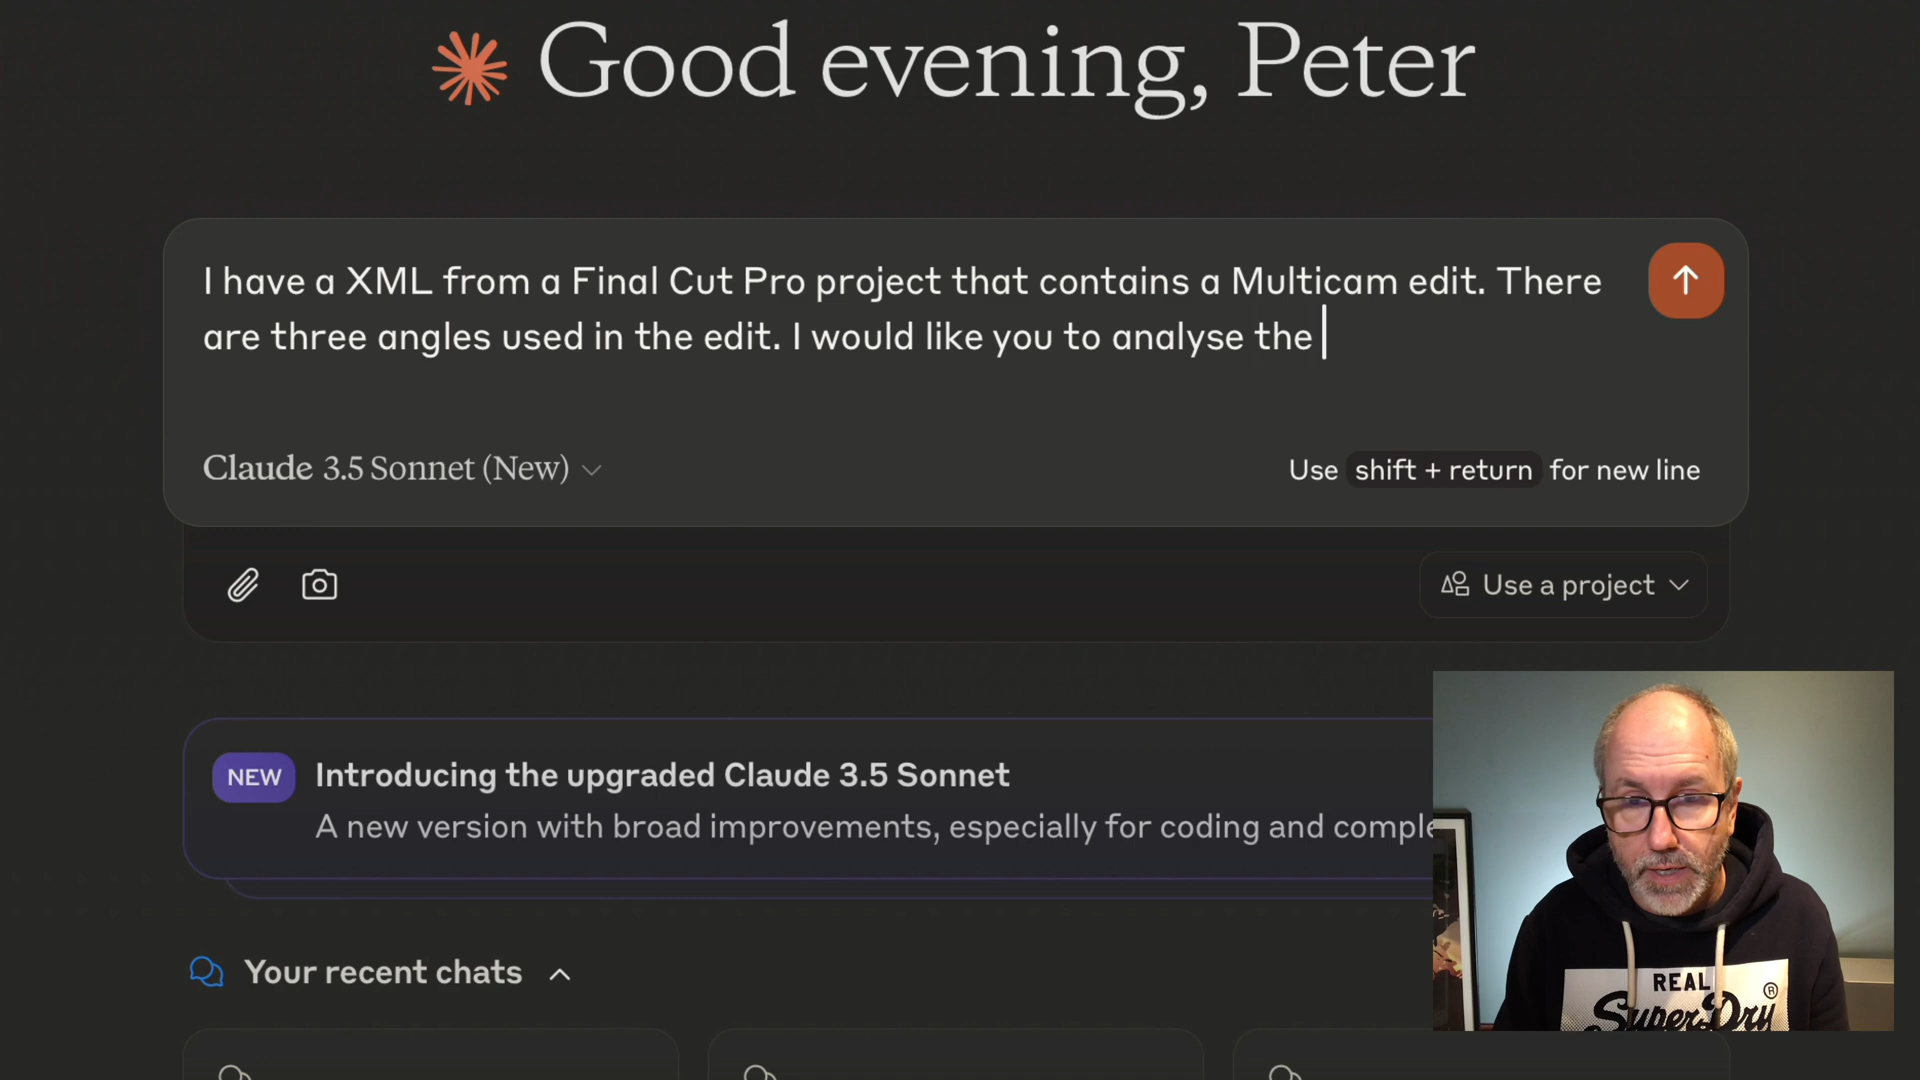 Good evening, Peter
I have a XML from a Final Cut Pro project that contains a Multicam edit. There
are three angles used in the edit. I would like you to analyse the
Claude 3.5 Sonnet (New)
Use shift + return for new line
Use a project
NEW
Introducing the upgraded Claude 3.5 Sonnet
A new version with broad improvements, especially for coding and comple
Your recent chats
REAL
SuperDry®